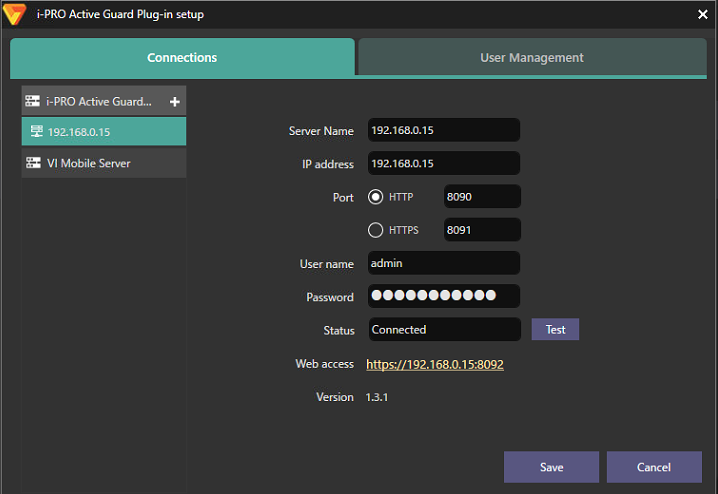 i-PRO Active Guard Plug-in setup
Connections
User Management
i-PRO Active Guard...
192.168.0.15
VI Mobile Server
Server Name 192.168.0.15
IP address 192.168.0.15
Port HTTP 8090
HTTPS 8091
User name admin
Password
Status Connected Test
Web access https://192.168.0.15:8092
Version 1.3.1
Save Cancel